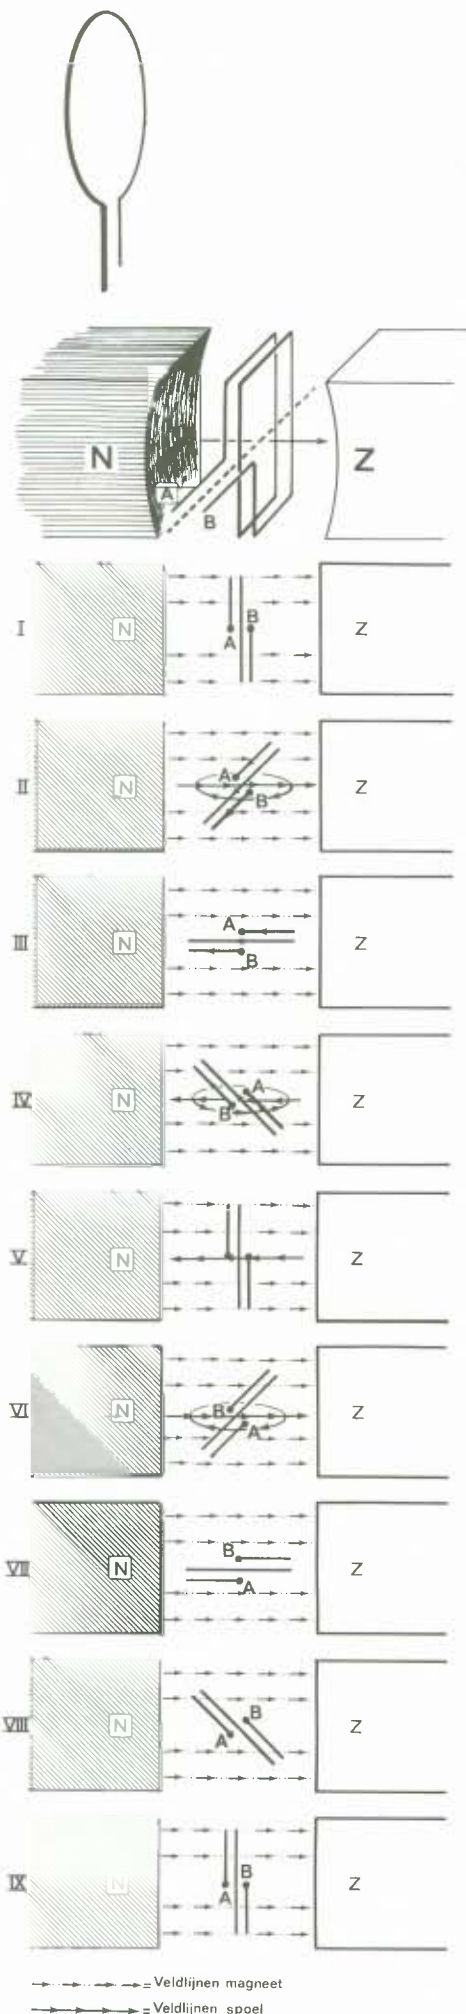 N Z
A
B
I N Z
B
A
II N Z
A
B
III N Z
A
B
IV N Z
A
B
V N Z
VI N Z
B
A
VII N Z
B
A
VIII N Z
B
A
IX N Z
B
A
= Veldlijnen magneet
= Veldlijnen spoel